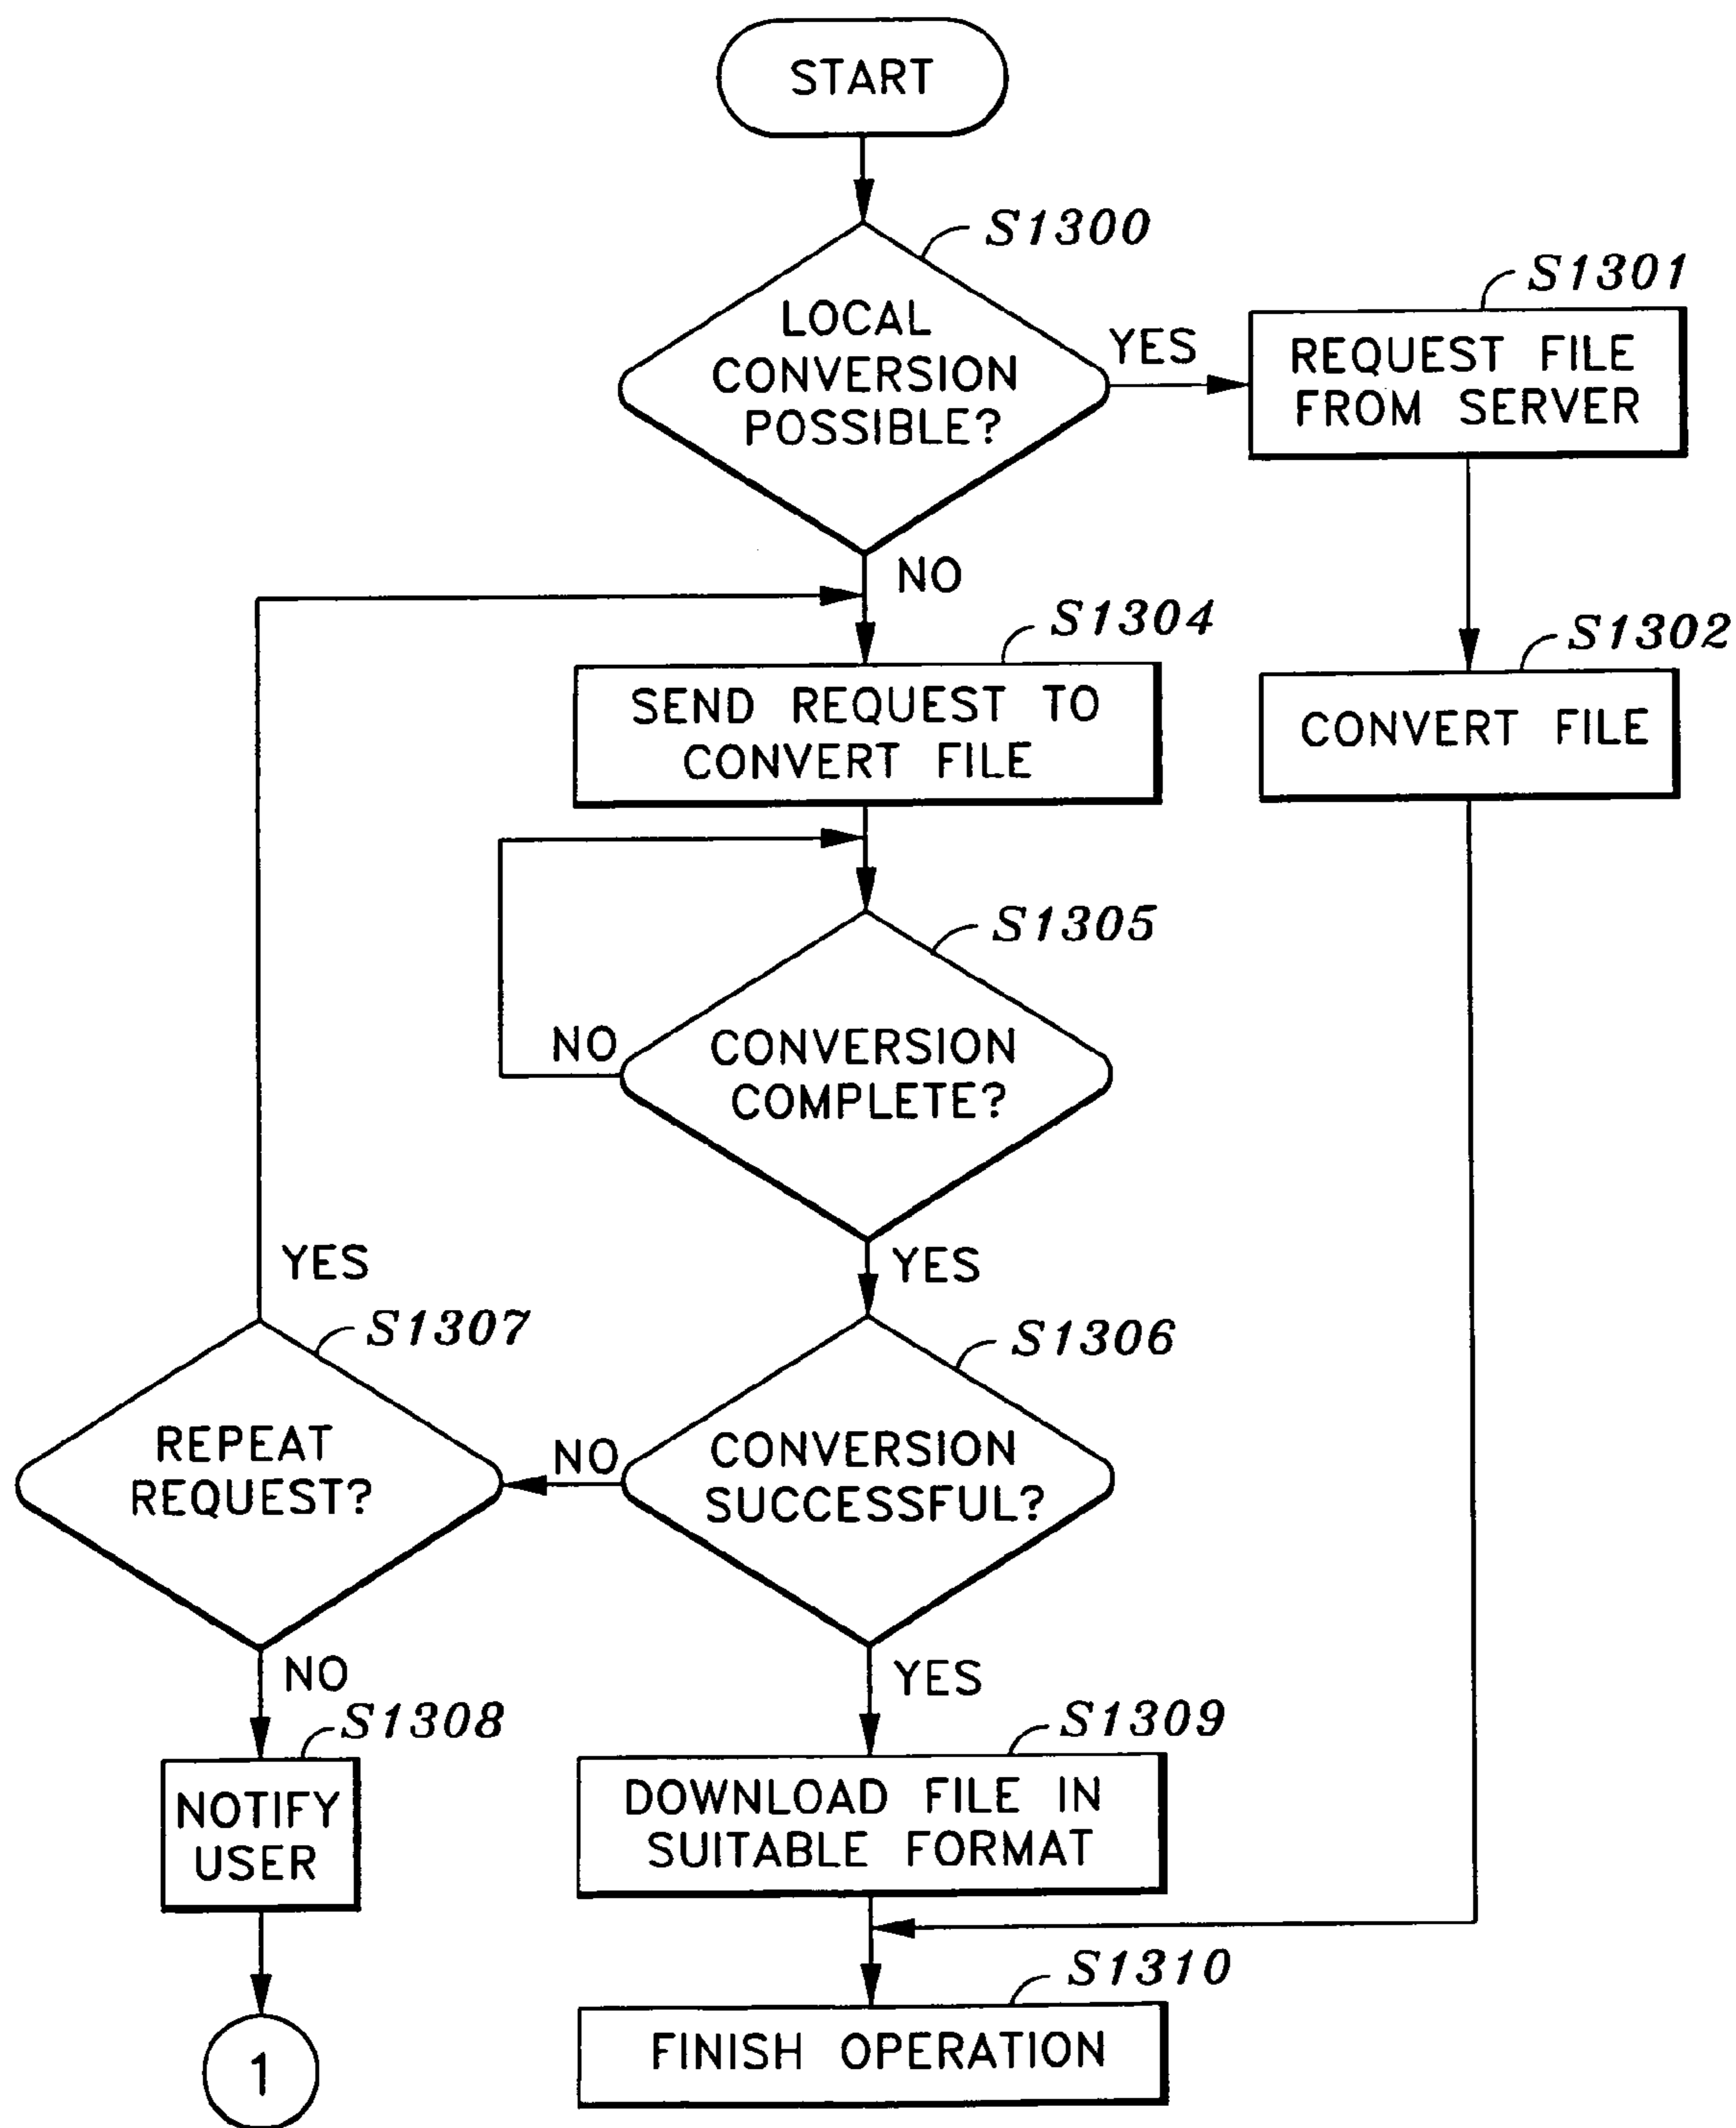 START
S1300
LOCAL
CONVERSION
POSSIBLE?
YES
S1301
REQUEST FILE
FROM SERVER
NO
S1304
SEND REQUEST TO
CONVERT FILE
S1302
CONVERT FILE
S1305
NO
CONVERSION
COMPLETE?
YES
YES
S1307
REPEAT
REQUEST?
S1306
NO
CONVERSION
SUCCESSFUL?
NO
YES
S1308
NOTIFY
USER
S1309
DOWNLOAD FILE IN
SUITABLE FORMAT
S1310
FINISH OPERATION
1